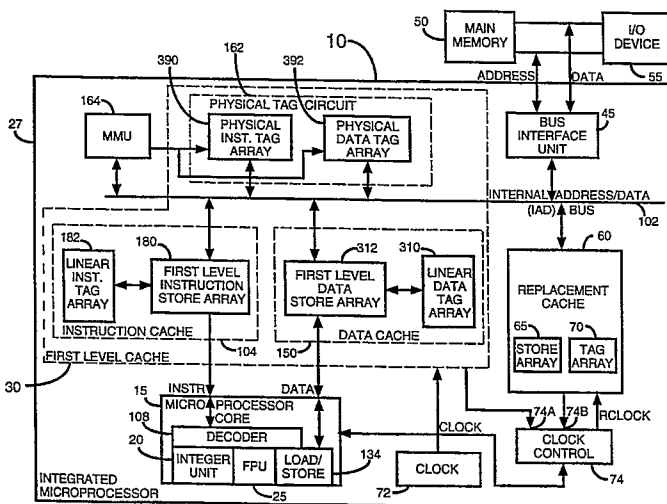 10
50
MAIN
MEMORY
I/O
DEVICE
55
ADDRESS
DATA
390
162
392
27
164
MMU
PHYSICAL TAG CIRCUIT
PHYSICAL
INST. TAG
ARRAY
PHYSICAL
DATA TAG
ARRAY
BUS
INTERFACE
UNIT
45
INTERNAL ADDRESS/DATA
(IAD) BUS
102
182
180
LINEAR
INST.
TAG
ARRAY
FIRST LEVEL
INSTRUCTION
STORE ARRAY
INSTRUCTION CACHE
104
312
310
FIRST LEVEL
DATA
STORE ARRAY
LINEAR
DATA
TAG
ARRAY
DATA CACHE
150
60
REPLACEMENT
CACHE
65
70
STORE
ARRAY
TAG
ARRAY
FIRST LEVEL CACHE
30
INSTR
DATA
15
MICROPROCESSOR
CORE
108
DECODER
20
INTEGER
UNIT
FPU
LOAD/
STORE
134
25
CLOCK
CLOCK
72
74A
74B
RCLOCK
CLOCK
CONTROL
74
INTEGRATED
MICROPROCESSOR